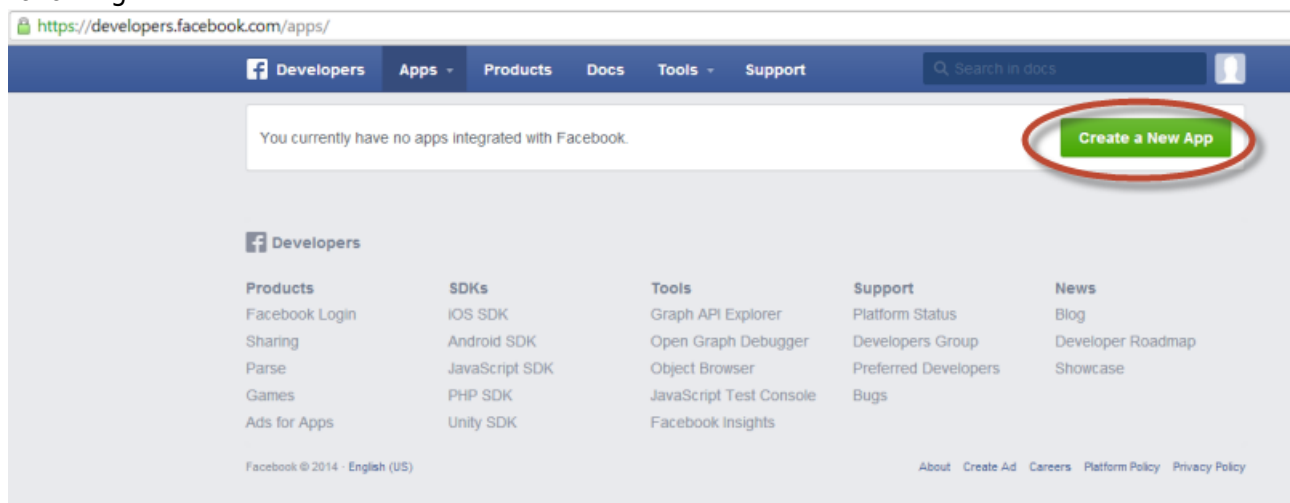 https://developers.facebook.com/apps/
Developers Apps Products Docs Tools Support Search in docs
You currently have no apps integrated with Facebook. Create a New App
Developers
Products SDKs Tools Support News
Facebook Login iOS SDK Graph API Explorer Platform Status Blog
Sharing Android SDK Open Graph Debugger Developers Group Developer Roadmap
Parse JavaScript SDK Object Browser Preferred Developers Showcase
Games PHP SDK JavaScript Test Console Bugs
Ads for Apps Unity SDK Facebook Insights
Facebook © 2014 · English (US) About Create Ad Careers Platform Policy Privacy Policy